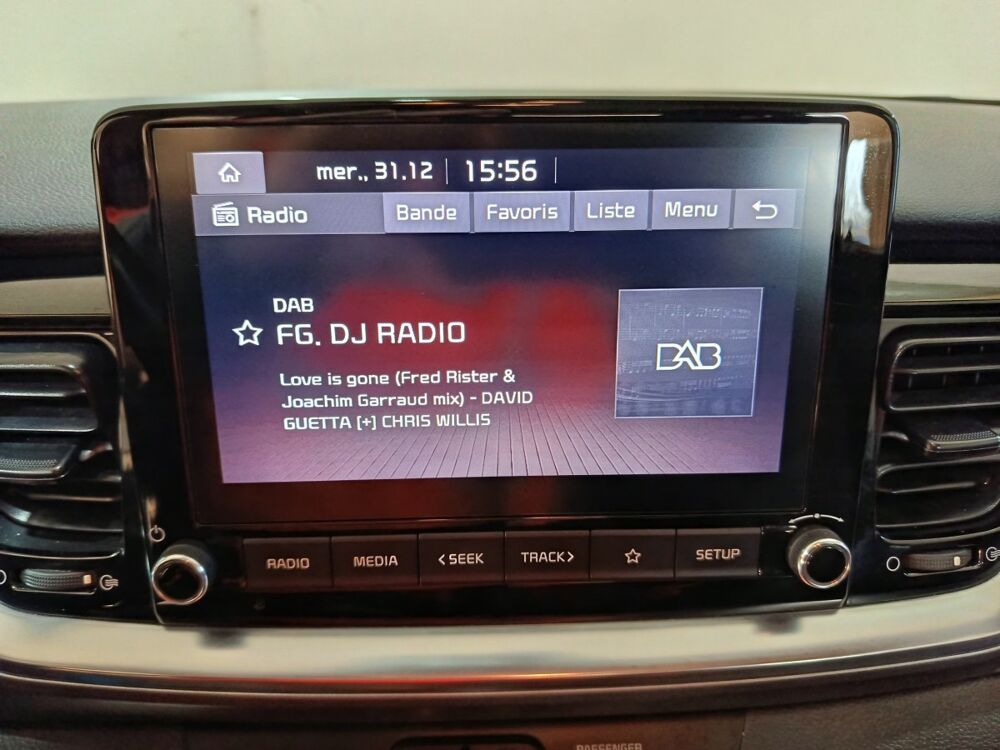 mer., 31.12 15:56
Radio Bande Favoris Liste Menu
DAB
FG. DJ RADIO
Love is gone (Fred Rister &
Joachim Garraud mix) - DAVID
GUETTA [+] CHRIS WILLIS
DAB
RADIO MEDIA <SEEK TRACK> SETUP
PASSENGER